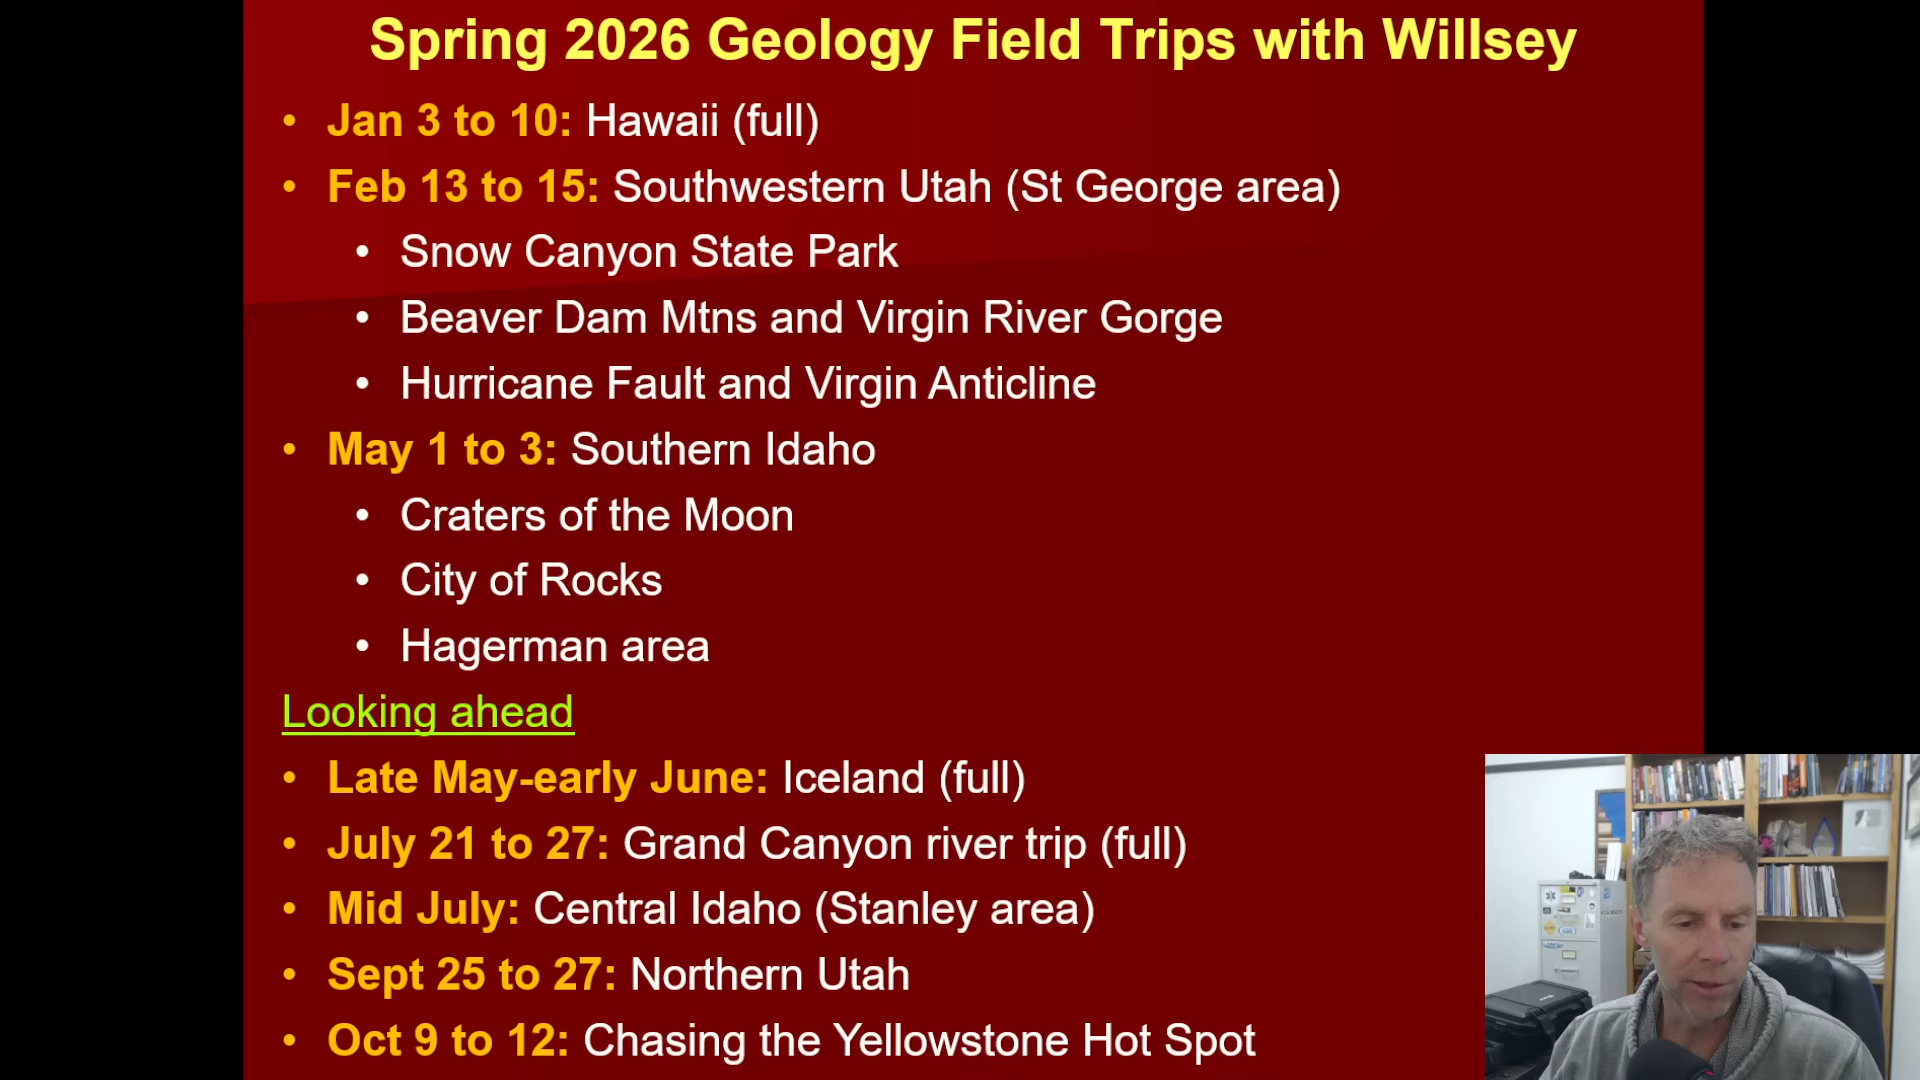 Spring 2026 Geology Field Trips with Willsey
• Jan 3 to 10: Hawaii (full)
• Feb 13 to 15: Southwestern Utah (St George area)
• Snow Canyon State Park
• Beaver Dam Mtns and Virgin River Gorge
• Hurricane Fault and Virgin Anticline
• May 1 to 3: Southern Idaho
• Craters of the Moon
• City of Rocks
• Hagerman area
Looking ahead
• Late May-early June: Iceland (full)
• July 21 to 27: Grand Canyon river trip (full)
• Mid July: Central Idaho (Stanley area)
• Sept 25 to 27: Northern Utah
• Oct 9 to 12: Chasing the Yellowstone Hot Spot